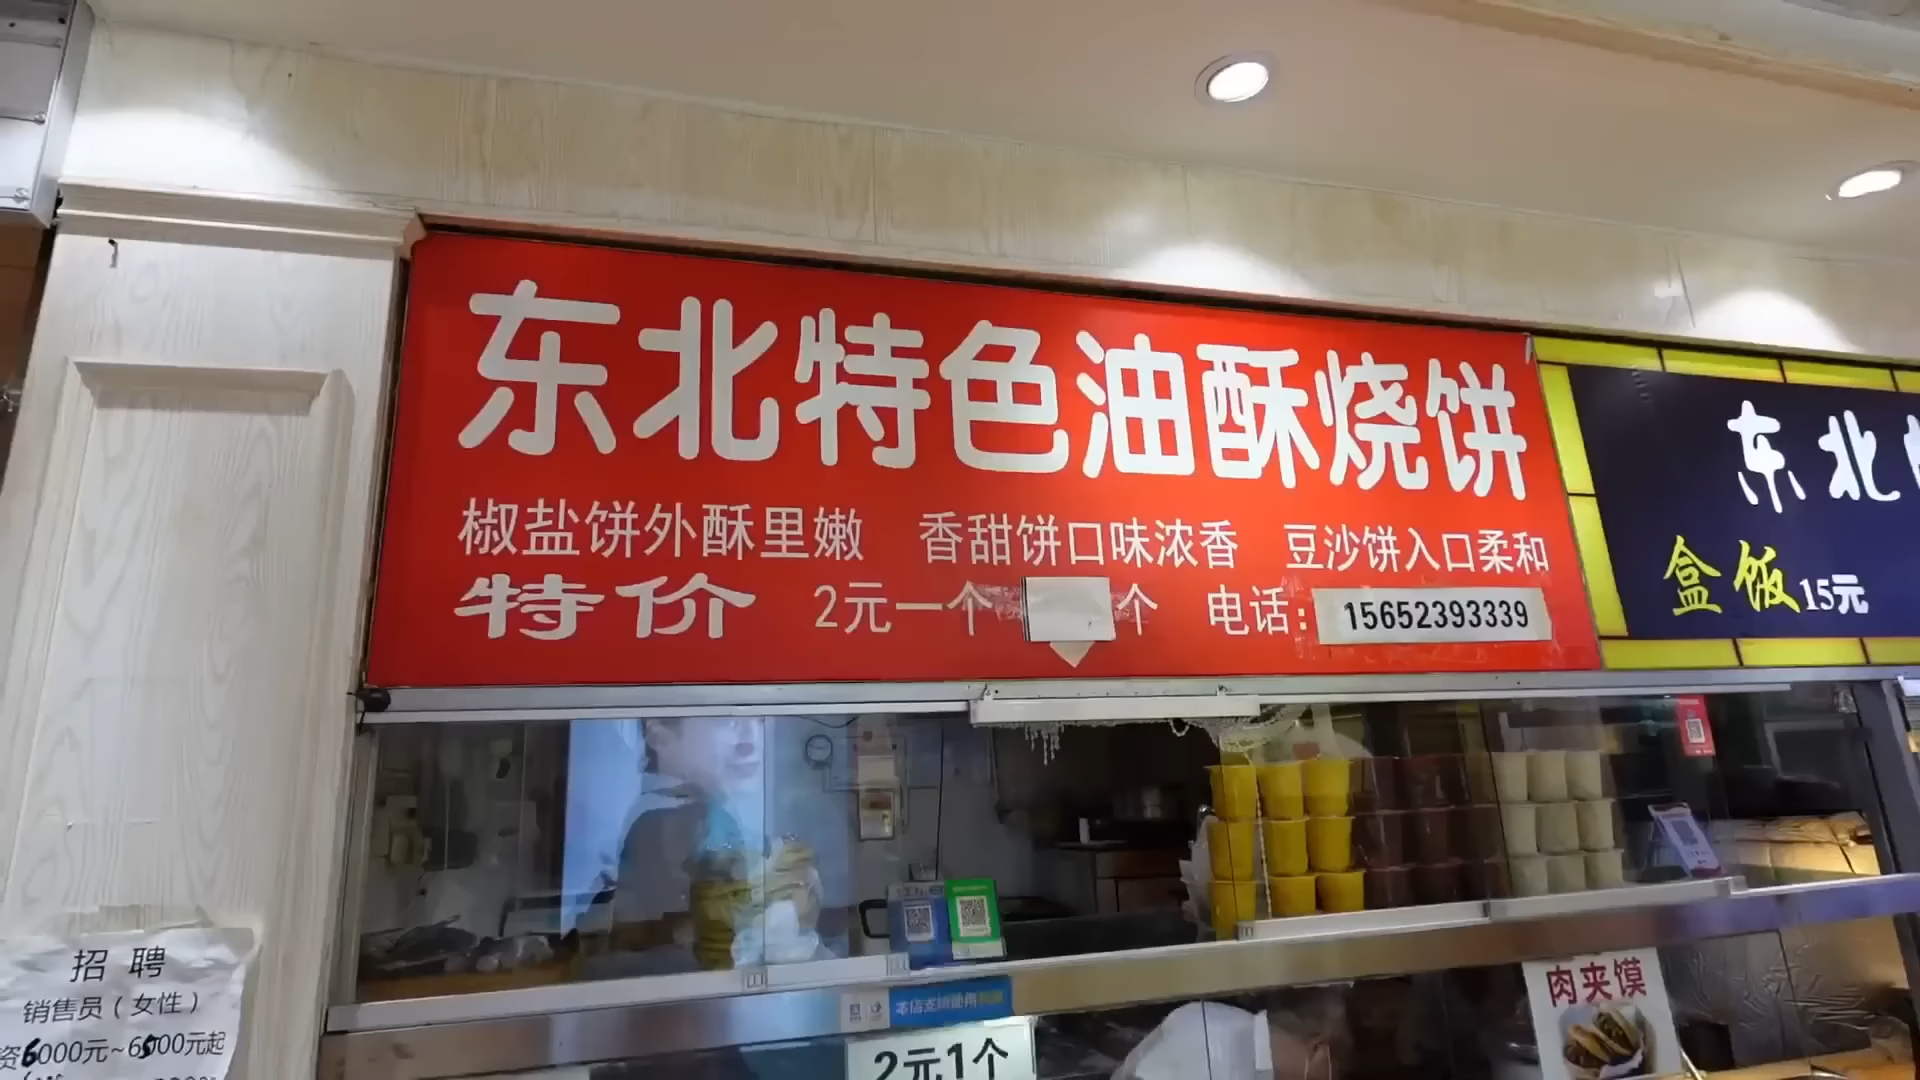 东北特色油酥烧饼
椒盐饼外酥里嫩 香甜饼口味浓香 豆沙饼入口柔和
特价 2元一个 个 电话：15652393339
东北
盒饭15元
招聘
销售员（女性）
资6000元~6500元起
2元1个
肉夹馍